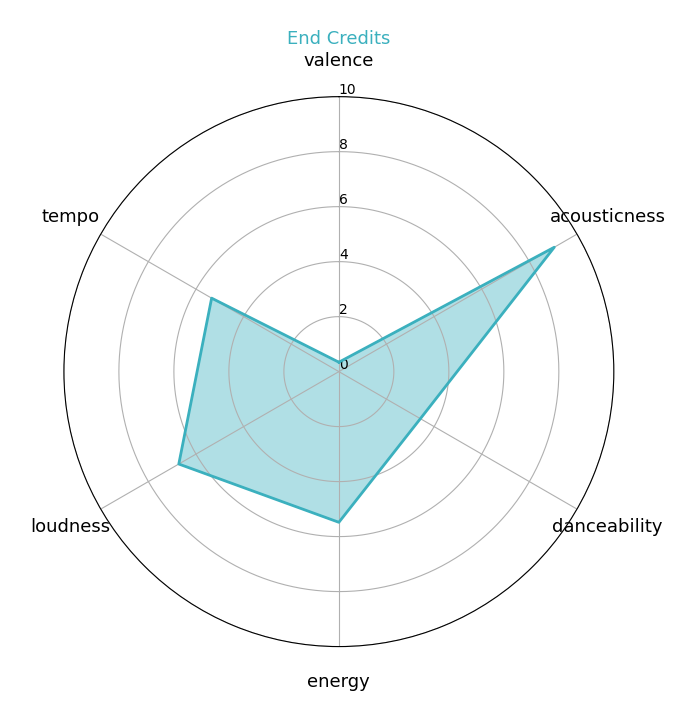 End Credits
valence
10
8
6
4
2
0
tempo
acousticness
loudness
danceability
energy